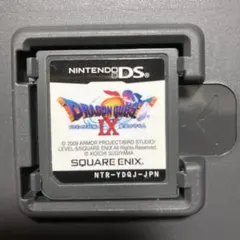 NINTENDO DS
DRAGON QUEST
IX
© 2009 ARMOR PROJECT/BIRD STUDIO/
LEVEL-5/SQUARE ENIX All Rights Reserved.
© KOICHI SUGIYAMA
SQUARE ENIX.
NTR-YDQJ-JPN